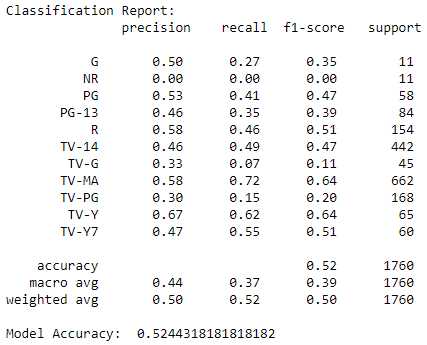 Classification Report:
precision recall f1-score support
G 0.50 0.27 0.35 11
NR 0.00 0.00 0.00 11
PG 0.53 0.41 0.47 58
PG-13 0.46 0.35 0.39 84
R 0.58 0.46 0.51 154
TV-14 0.46 0.49 0.47 442
TV-G 0.33 0.07 0.11 45
TV-MA 0.58 0.72 0.64 662
TV-PG 0.30 0.15 0.20 168
TV-Y 0.67 0.62 0.64 65
TV-Y7 0.47 0.55 0.51 60
accuracy 0.52 1760
macro avg 0.44 0.37 0.39 1760
weighted avg 0.50 0.52 0.50 1760
Model Accuracy: 0.5244318181818182